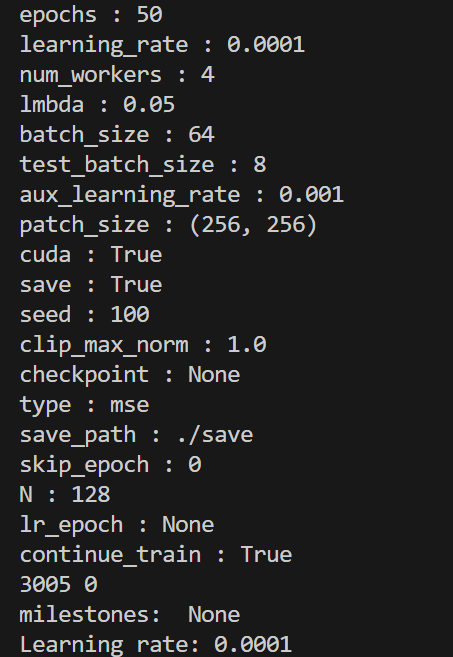 epochs : 50
learning_rate : 0.0001
num_workers : 4
lmbda : 0.05
batch_size : 64
test_batch_size : 8
aux_learning_rate : 0.001
patch_size : (256, 256)
cuda : True
save : True
seed : 100
clip_max_norm : 1.0
checkpoint : None
type : mse
save_path : ./save
skip_epoch : 0
N : 128
lr_epoch : None
continue_train : True
3005 0
milestones:  None
Learning rate: 0.0001